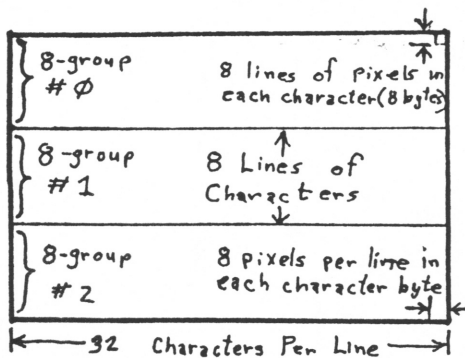 8-group
# Ø
8 lines of pixels in
each character (8 bytes)
8-group
# 1
8 Lines of
Characters
8-group
# 2
8 pixels per line in
each character byte
32 Characters Per Line